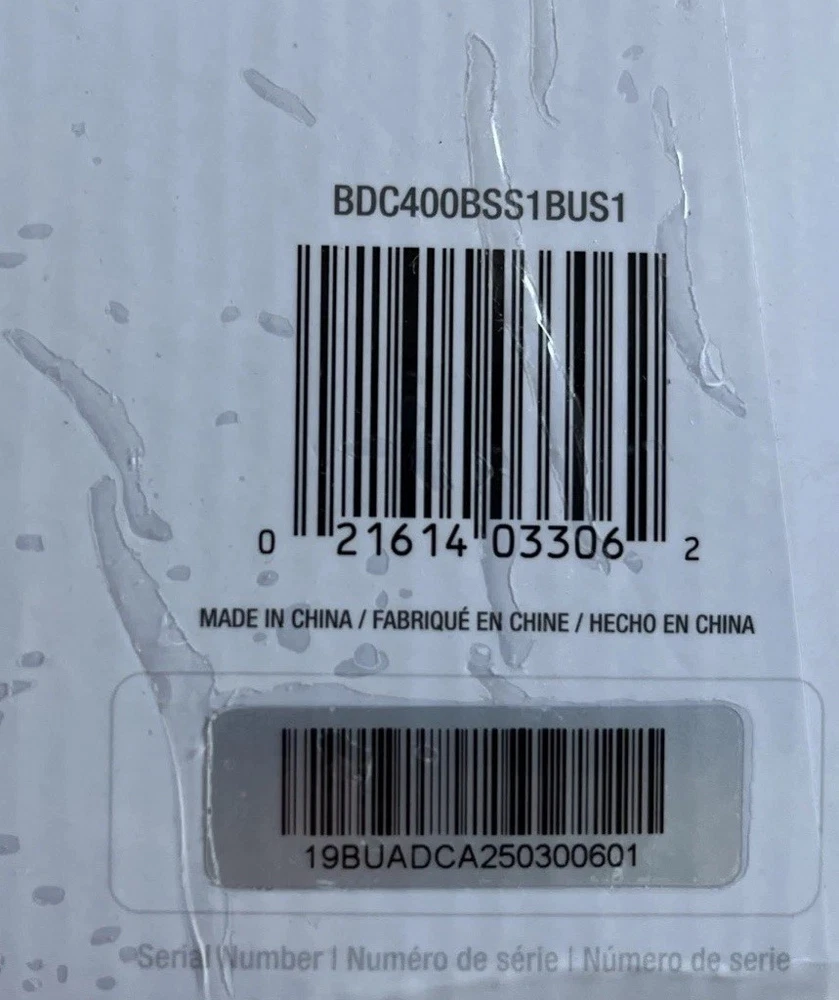 BDC400BSS1BUS1
0 21614 03306 2
MADE IN CHINA / FABRIQUÉ EN CHINE / HECHO EN CHINA
19BUADCA250300601
Serial Number | Numéro de série | Número de serie